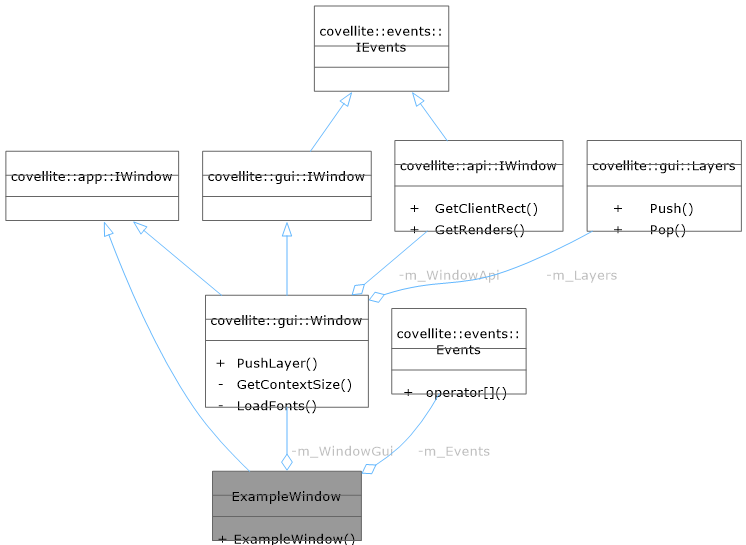 covellite::events::
IEvents
covellite::app::IWindow
covellite::gui::IWindow
covellite::api::IWindow
+ GetClientRect()
+ GetRenders()
covellite::gui::Layers
+ Push()
+ Pop()
-m_WindowApi
-m_Layers
covellite::gui::Window
+ PushLayer()
- GetContextSize()
- LoadFonts()
covellite::events::
Events
+ operator[]()
-m_WindowGui
-m_Events
ExampleWindow
+ ExampleWindow()